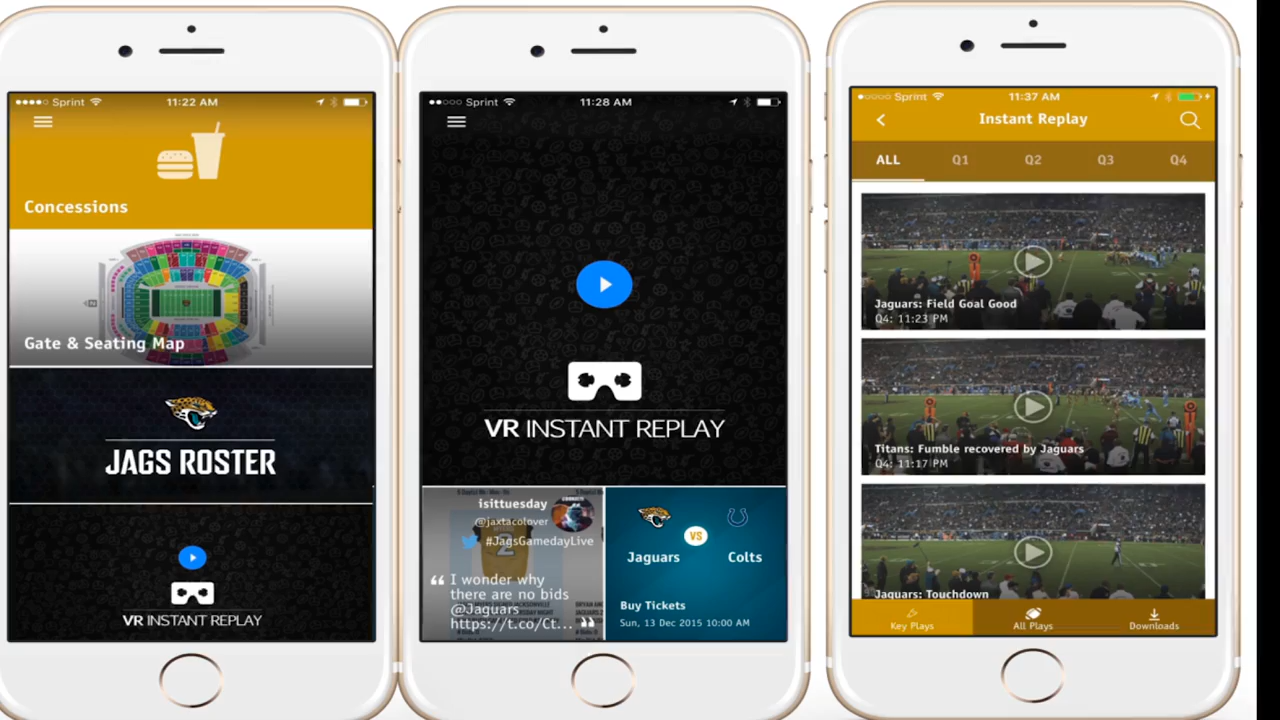 Sprint 11:22 AM
Concessions
Gate & Seating Map
JAGS ROSTER
VR INSTANT REPLAY
Sprint 11:28 AM
VR INSTANT REPLAY
isittuesday
@jaxtacolover
#JagsGamedayLive
“ I wonder why
there are no bids
@Jaguars
https://t.co/Ct... ”
VS
Jaguars Colts
Buy Tickets
Sun, 13 Dec 2015 10:00 AM
Sprint 11:37 AM
Instant Replay
ALL Q1 Q2 Q3 Q4
Jaguars: Field Goal Good
Q4: 11:23 PM
Titans: Fumble recovered by Jaguars
Q4: 11:17 PM
Jaguars: Touchdown
Key Plays All Plays Downloads